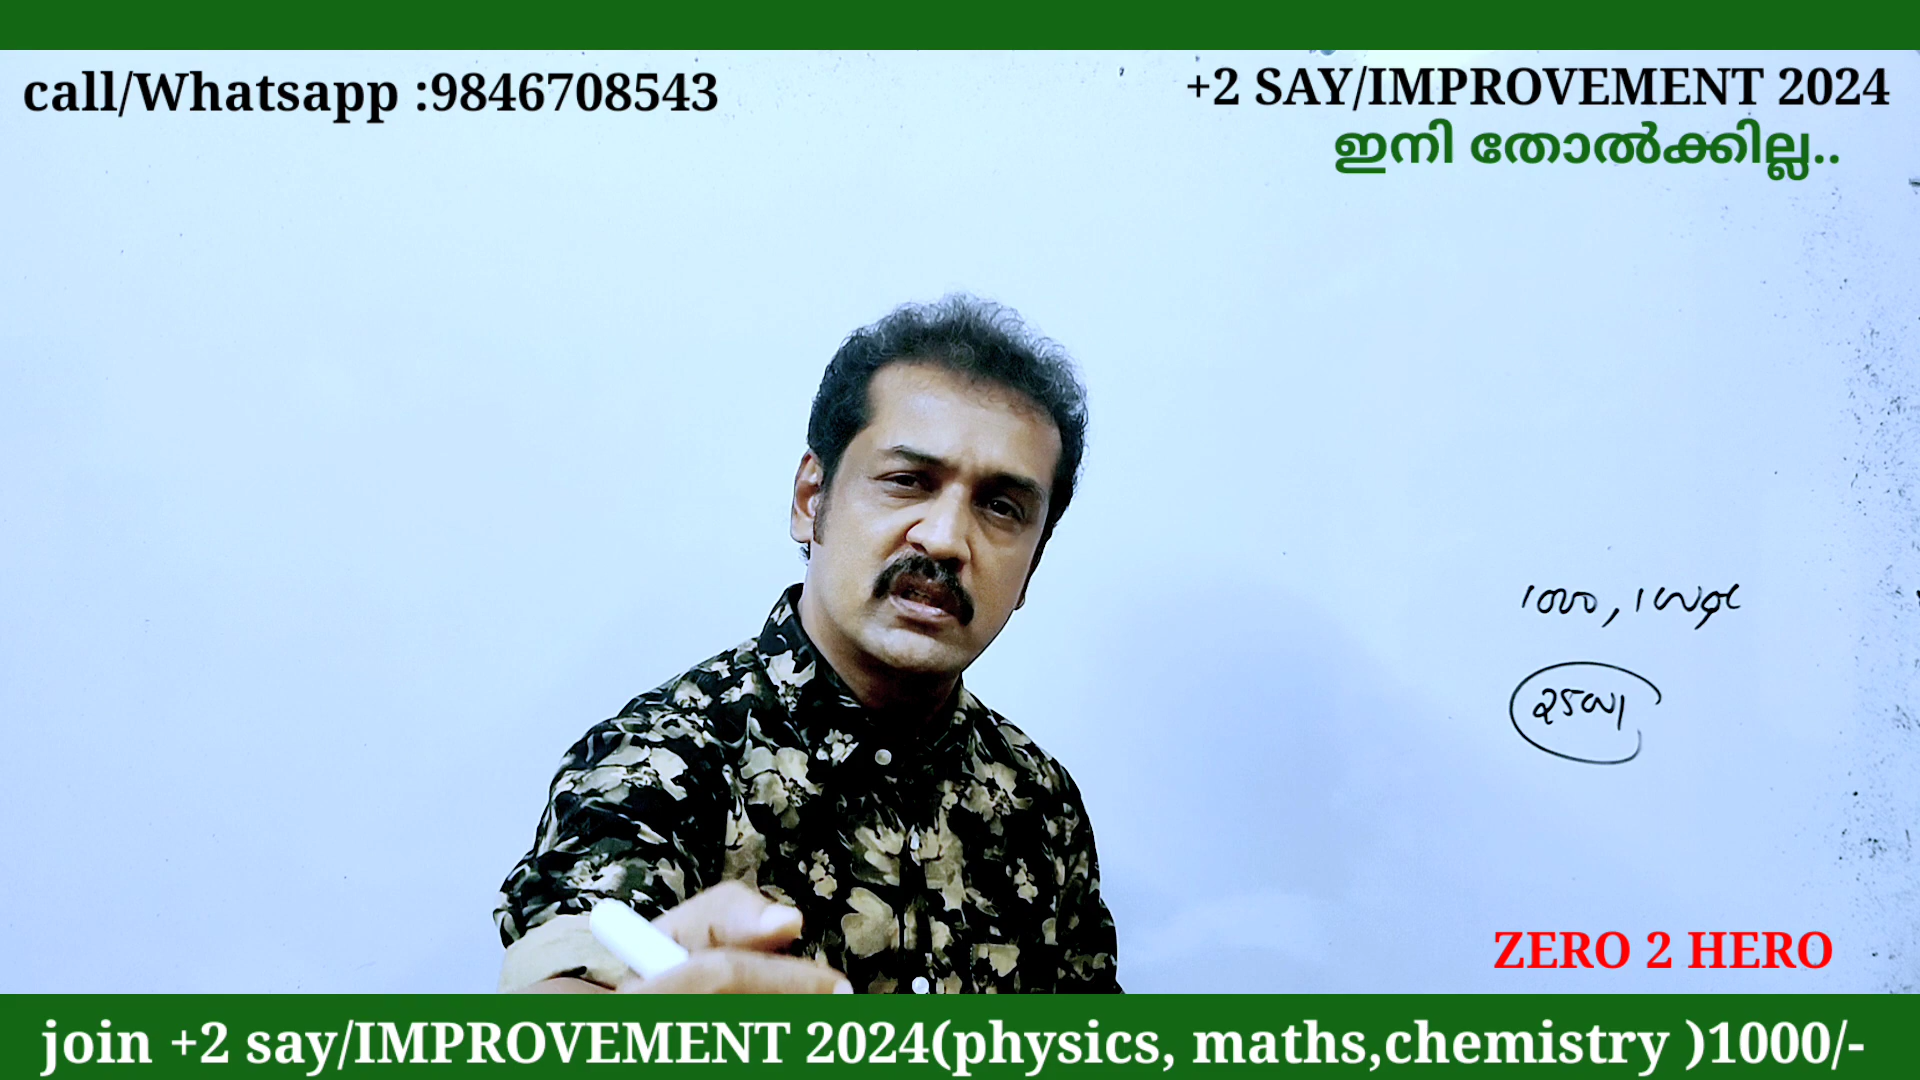 call/Whatsapp :9846708543
+2 SAY/IMPROVEMENT 2024
ഇനി തോൽക്കില്ല..
ZERO 2 HERO
join +2 say/IMPROVEMENT 2024(physics, maths,chemistry )1000/-